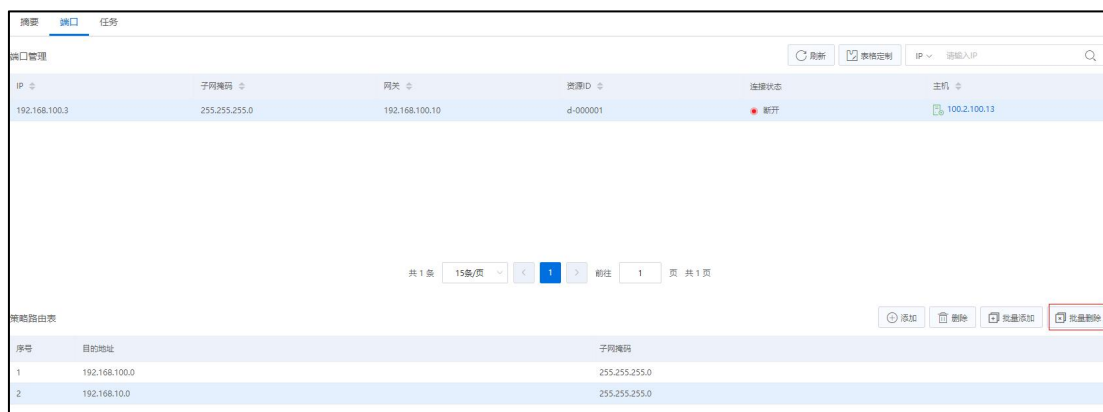 摘要 端口 任务
端口管理 刷新 表格定制 IP 请输入IP
IP 子网掩码 网关 资源ID 连接状态 主机
192.168.100.3 255.255.255.0 192.168.100.10 d-000001 断开 100.2.100.13
共 1 条 15条/页 1 前往 1 页 共 1 页
策略路由表 添加 删除 批量添加 批量删除
序号 目的地址 子网掩码
1 192.168.100.0 255.255.255.0
2 192.168.10.0 255.255.255.0